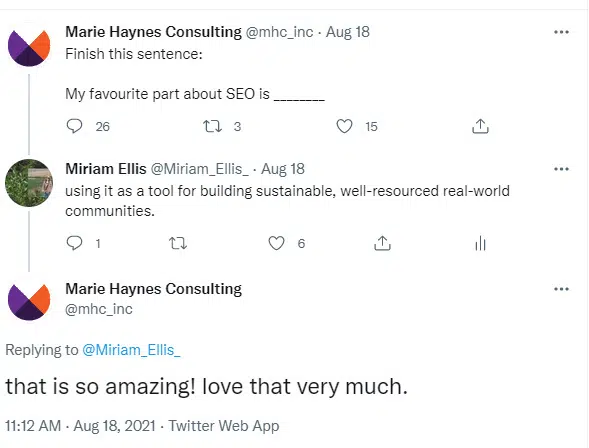 Marie Haynes Consulting @mhc_inc · Aug 18
Finish this sentence:
My favourite part about SEO is ________
26 3 15
Miriam Ellis @Miriam_Ellis_ · Aug 18
using it as a tool for building sustainable, well-resourced real-world
communities.
1 6
Marie Haynes Consulting
@mhc_inc
Replying to @Miriam_Ellis_
that is so amazing! love that very much.
11:12 AM · Aug 18, 2021 · Twitter Web App